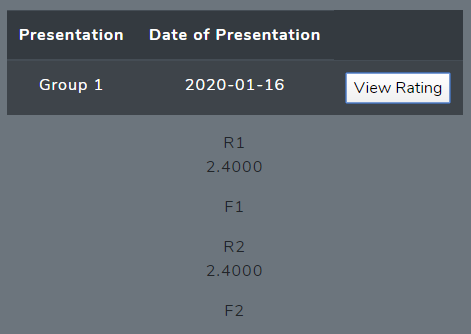 Presentation Date of Presentation
Group 1 2020-01-16 View Rating
R1
2.4000
F1
R2
2.4000
F2